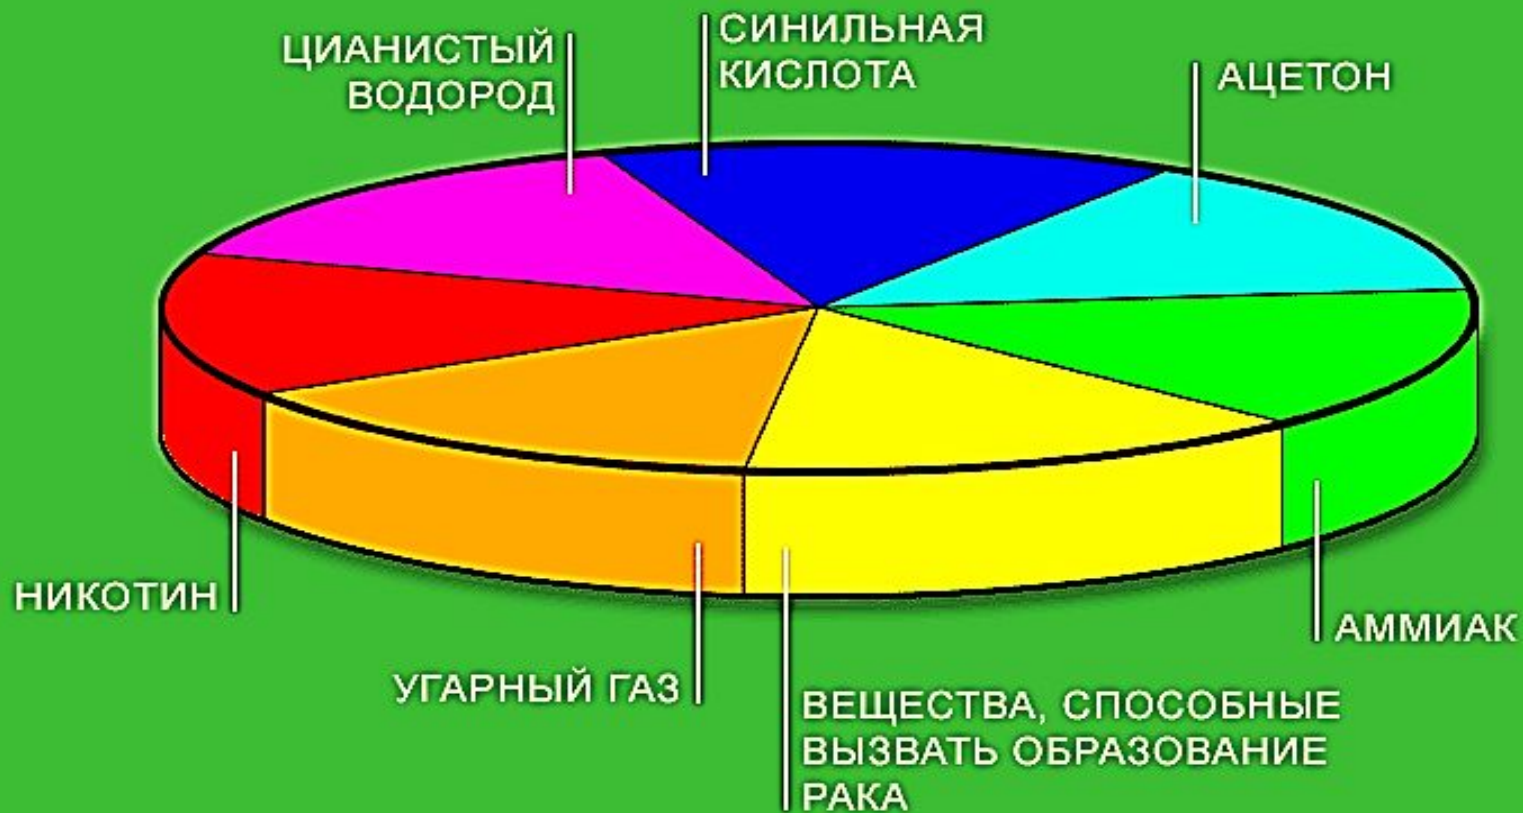 ЦИАНИСТЫЙ
ВОДОРОД
СИНИЛЬНАЯ
КИСЛОТА
АЦЕТОН
НИКОТИН
УГАРНЫЙ ГАЗ
ВЕЩЕСТВА, СПОСОБНЫЕ
ВЫЗВАТЬ ОБРАЗОВАНИЕ
РАКА
АММИАК